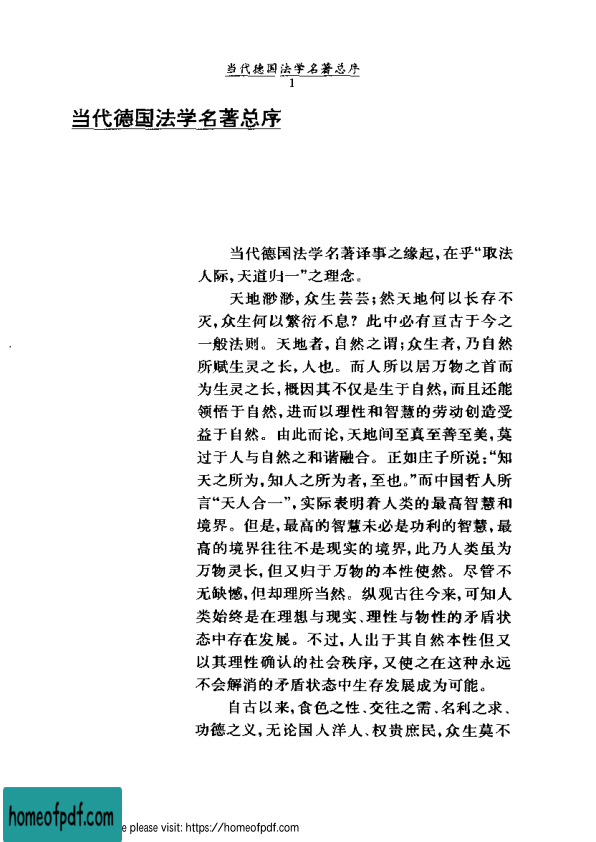 当代德国法学名著总序
1
当代德国法学名著总序
当代德国法学名著译事之缘起,在乎“取法
人际,天道归一”之理念。
天地渺渺,众生芸芸;然天地何以长存不
灭,众生何以繁衍不息?此中必有亘古于今之
一般法则。天地者,自然之谓;众生者,乃自然
所赋生灵之长,人也。而人所以居万物之首而
为生灵之长,概因其不仅是生于自然,而且还能
领悟于自然,进而以理性和智慧的劳动创造受
益于自然。由此而论,天地间至真至善至美,莫
过于人与自然之和谐融合。正如庄子所说:“知
天之所为,知人之所为者,至也。”而中国哲人所
言“天人合一”,实际表明着人类的最高智慧和
境界。但是,最高的智慧未必是功利的智慧,最
高的境界往往不是现实的境界,此乃人类虽为
万物灵长,但又归于万物的本性使然。尽管不
无缺憾,但却理所当然。纵观古往今来,可知人
类始终是在理想与现实、理性与物性的矛盾状
态中存在发展。不过,人出于其自然本性但又
以其理性确认的社会秩序,又使之在这种永远
不会解消的矛盾状态中生存发展成为可能。
自古以来,食色之性、交往之需、名利之求、
功德之义,无论国人洋人、权贵庶民,众生莫不
homeofpdf.com
e please visit: https://homeofpdf.com